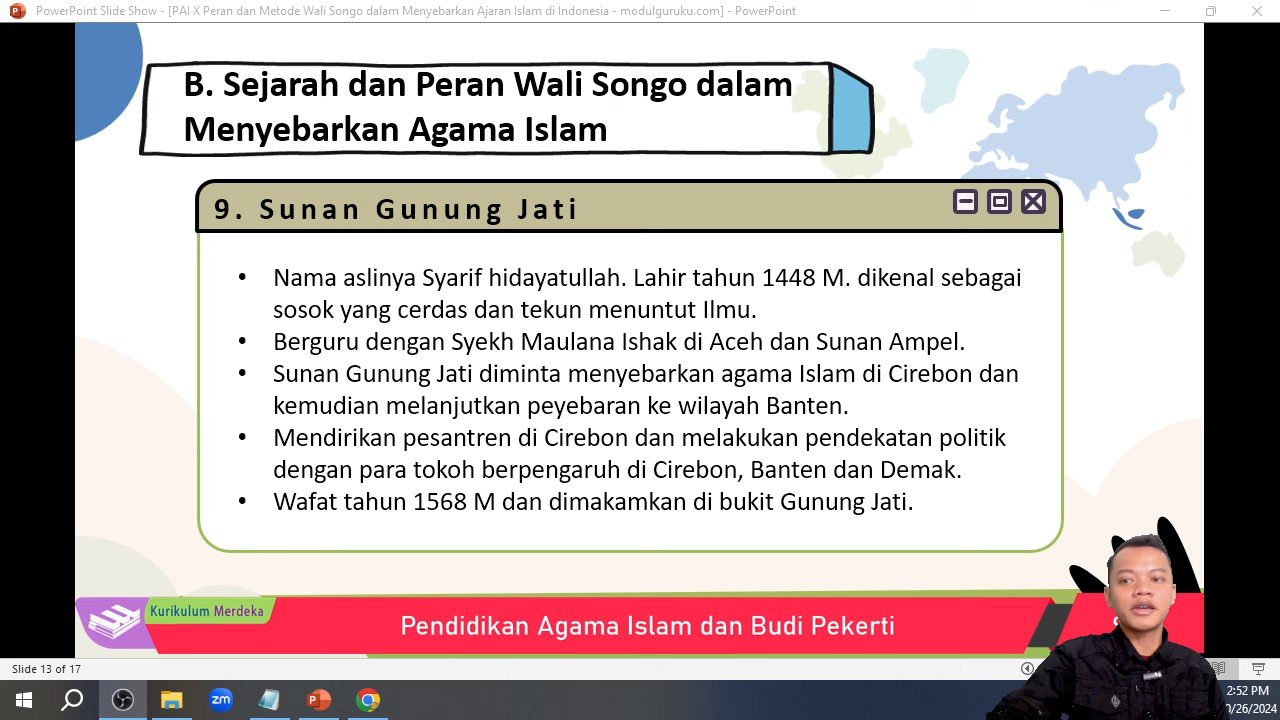 PowerPoint Slide Show - [PAI X Peran dan Metode Wali Songo dalam Menyebarkan Ajaran Islam di Indonesia - modulguruku.com] - PowerPoint
B. Sejarah dan Peran Wali Songo dalam
Menyebarkan Agama Islam
9. Sunan Gunung Jati
• Nama aslinya Syarif hidayatullah. Lahir tahun 1448 M. dikenal sebagai
sosok yang cerdas dan tekun menuntut Ilmu.
• Berguru dengan Syekh Maulana Ishak di Aceh dan Sunan Ampel.
• Sunan Gunung Jati diminta menyebarkan agama Islam di Cirebon dan
kemudian melanjutkan peyebaran ke wilayah Banten.
• Mendirikan pesantren di Cirebon dan melakukan pendekatan politik
dengan para tokoh berpengaruh di Cirebon, Banten dan Demak.
• Wafat tahun 1568 M dan dimakamkan di bukit Gunung Jati.
Kurikulum Merdeka
Pendidikan Agama Islam dan Budi Pekerti
Slide 13 of 17
zm
2:52 PM
/26/2024